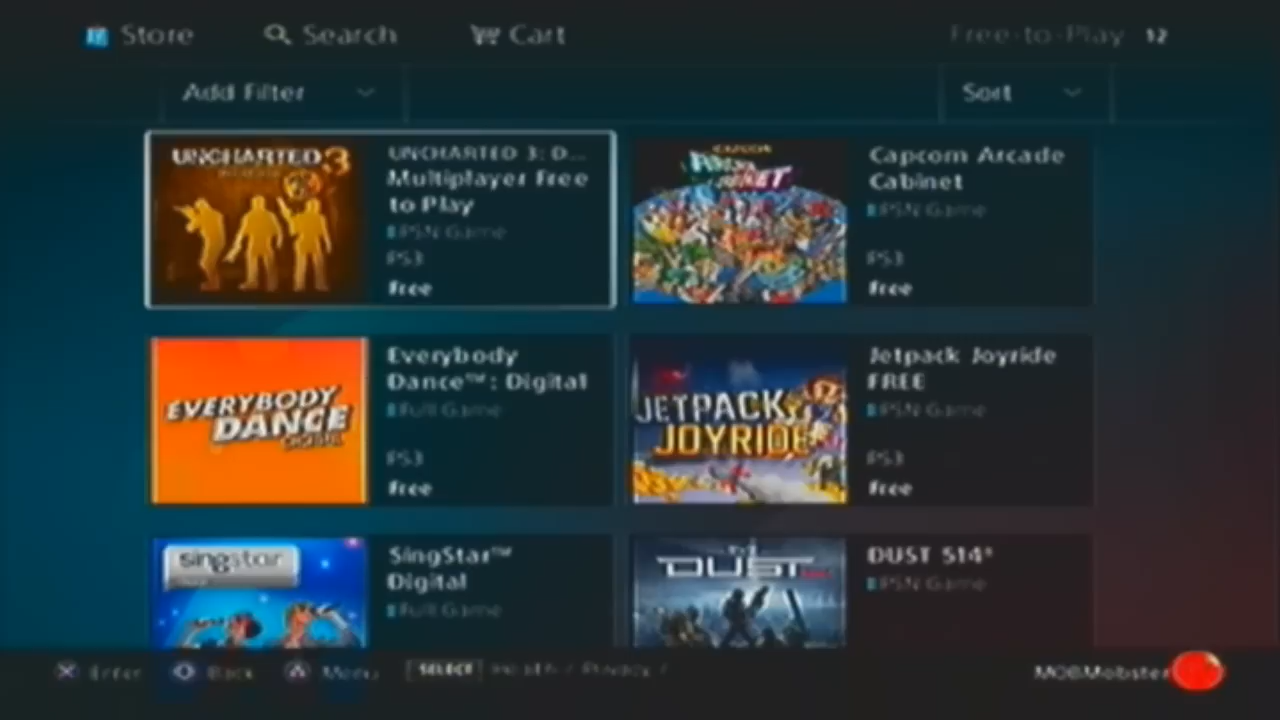 Store
Search
Cart
Free-to-Play 12
Add Filter
Sort
UNCHARTED 3
UNCHARTED 3: D...
Multiplayer Free
to Play
PSN Game
PS3
Free
Capcom Arcade
Cabinet
PSN Game
PS3
Free
EVERYBODY
DANCE
DIGITAL
Everybody
Dance™: Digital
Full Game
PS3
Free
JETPACK
JOYRIDE
Jetpack Joyride
FREE
PSN Game
PS3
Free
singstar
SingStar™
Digital
Full Game
DUST
DUST 514®
PSN Game
Enter
Back
Menu
SELECT
MOBMobster